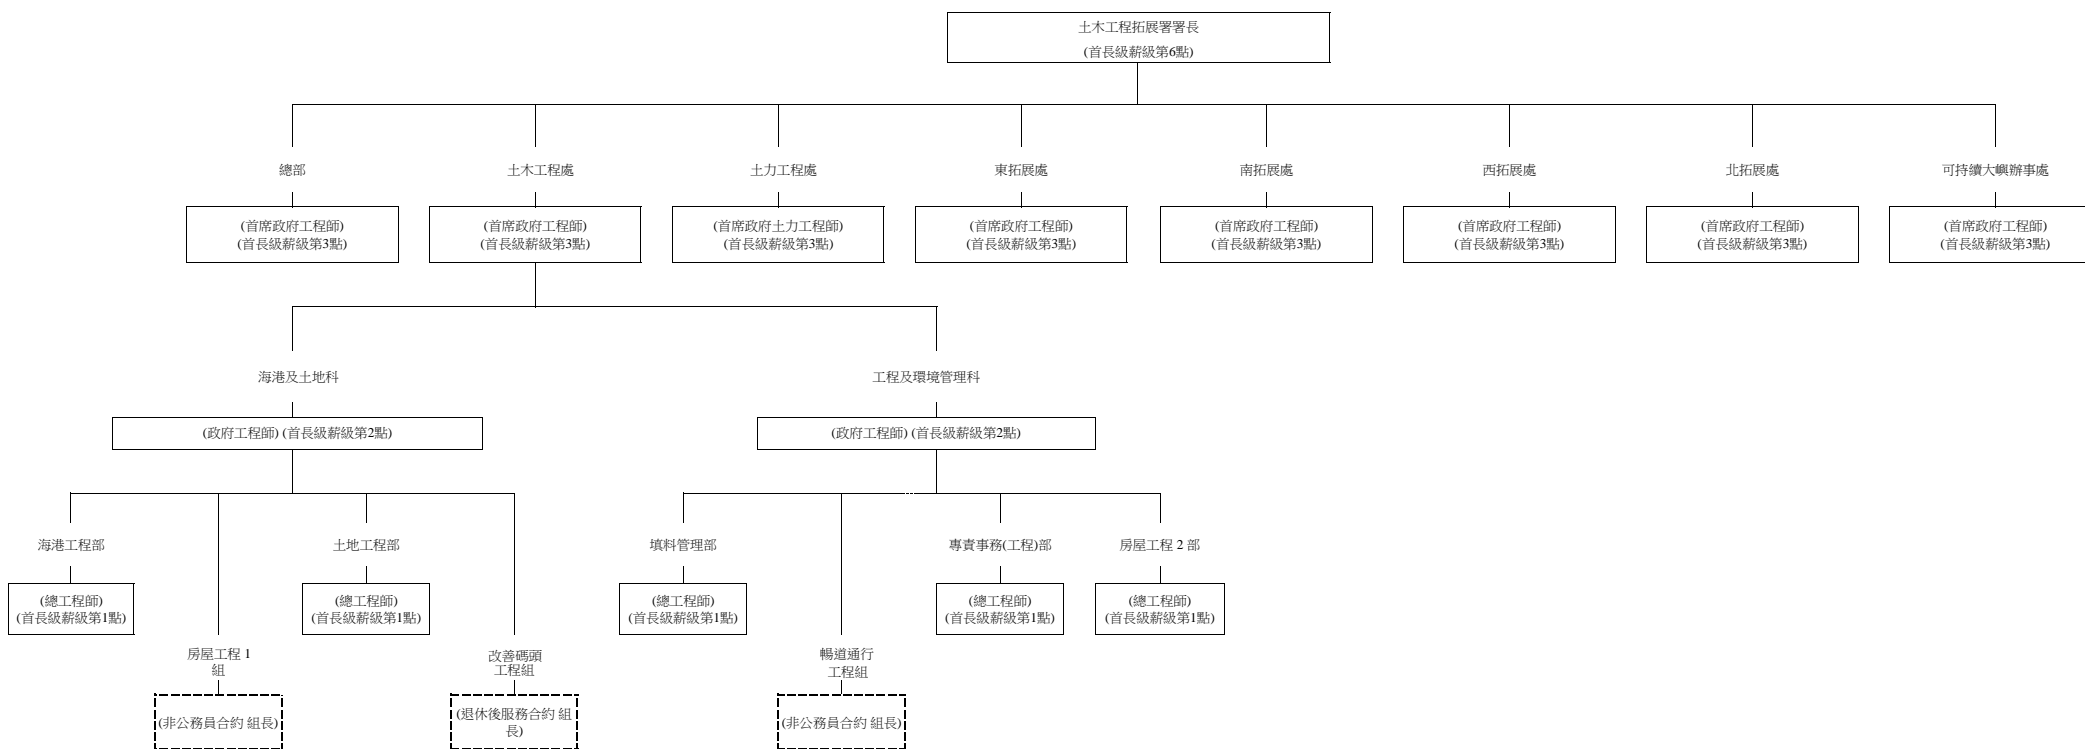 土木工程拓展署署長
(首長級薪級第6點)
總部
土木工程處
土力工程處
東拓展處
南拓展處
西拓展處
北拓展處
可持續大嶼辦事處
(首席政府工程師)
(首長級薪級第3點)
(首席政府工程師)
(首長級薪級第3點)
(首席政府土力工程師)
(首長級薪級第3點)
(首席政府工程師)
(首長級薪級第3點)
(首席政府工程師)
(首長級薪級第3點)
(首席政府工程師)
(首長級薪級第3點)
(首席政府工程師)
(首長級薪級第3點)
(首席政府工程師)
(首長級薪級第3點)
海港及土地科
工程及環境管理科
(政府工程師) (首長級薪級第2點)
(政府工程師) (首長級薪級第2點)
海港工程部
土地工程部
填料管理部
專責事務(工程)部
房屋工程 2 部
(總工程師)
(首長級薪級第1點)
(總工程師)
(首長級薪級第1點)
(總工程師)
(首長級薪級第1點)
(總工程師)
(首長級薪級第1點)
(總工程師)
(首長級薪級第1點)
房屋工程 1
組
改善碼頭
工程組
暢道通行
工程組
(非公務員合約 組長)
(退休後服務合約 組
長)
(非公務員合約 組長)